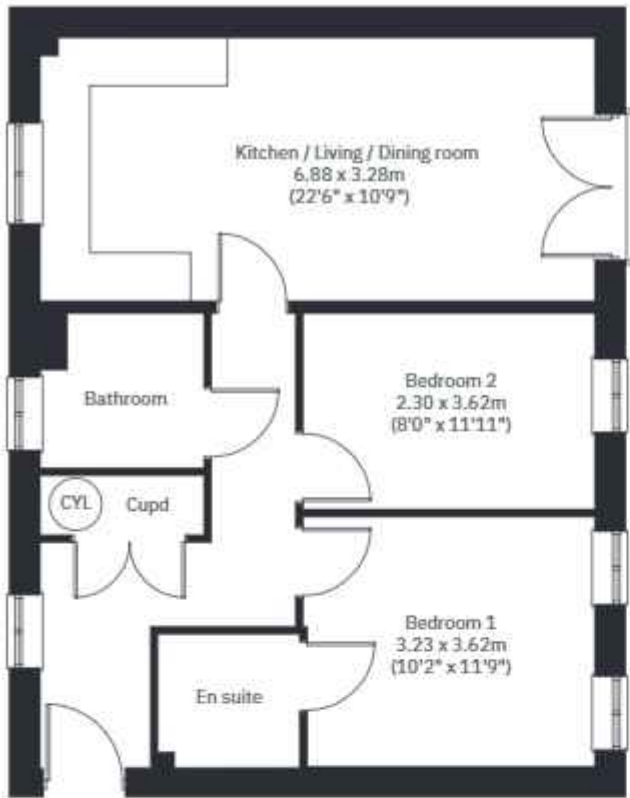 Kitchen / Living / Dining room
6.88 x 3.28m
(22'6" x 10'9")
Bathroom
Bedroom 2
2.30 x 3.62m
(8'0" x 11'11")
CYL
Cupd
Bedroom 1
3.23 x 3.62m
(10'2" x 11'9")
En suite